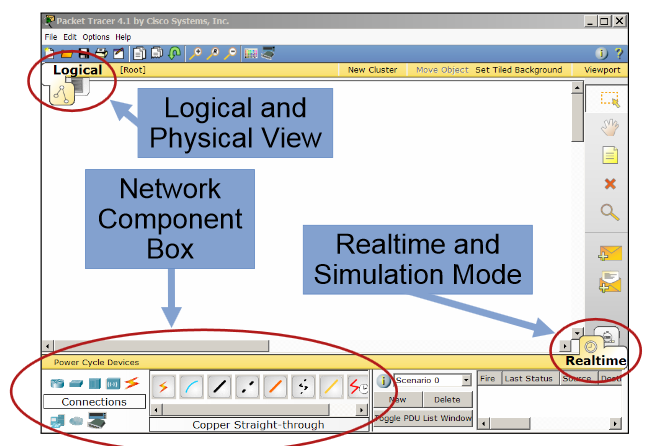 Packet Tracer 4.1 by Cisco Systems, Inc.
File Edit Options Help
Logical [Root] New Cluster Move Object Set Tiled Background Viewport
Logical and
Physical View
Network
Component
Box
Realtime and
Simulation Mode
Realtime
Power Cycle Devices
Connections
Copper Straight-through
Scenario 0
New Delete
Toggle PDU List Window
Fire Last Status Source Desti